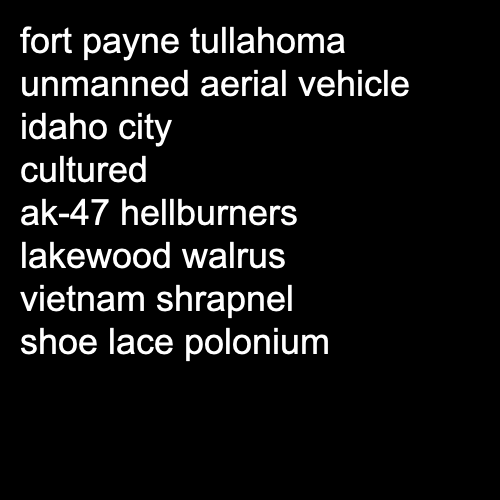 fort payne tullahoma
unmanned aerial vehicle
idaho city
cultured
ak-47 hellburners
lakewood walrus
vietnam shrapnel
shoe lace polonium